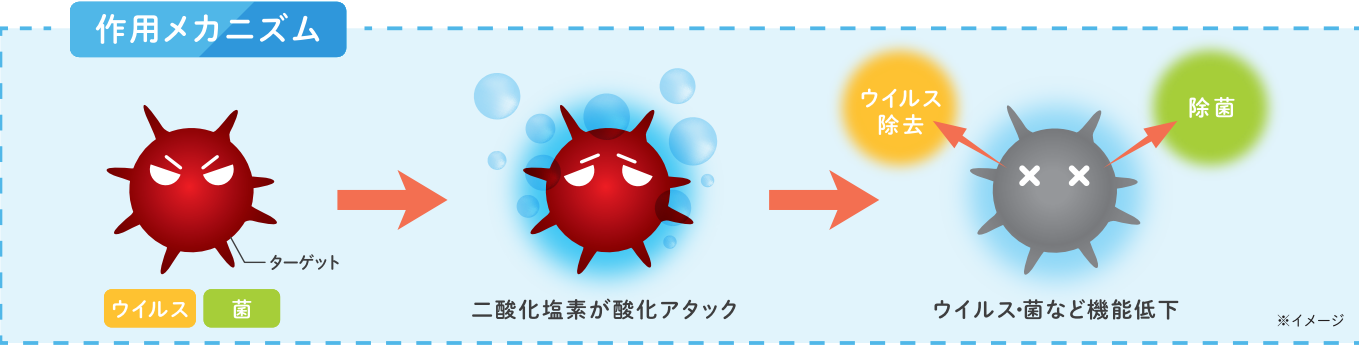 作用メカニズム
ウイルス
除去
除菌
ターゲット
ウイルス
菌
二酸化塩素が酸化アタック
ウイルス・菌など機能低下
※イメージ